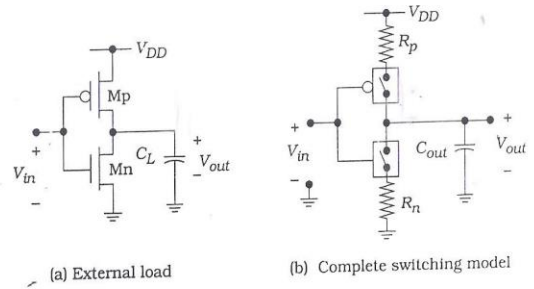 V_DD
Mp
Mn
C_L
+
V_in
−
+
V_out
−
(a) External load
V_DD
R_p
+
V_in
−
C_out
+
V_out
−
R_n
(b) Complete switching model